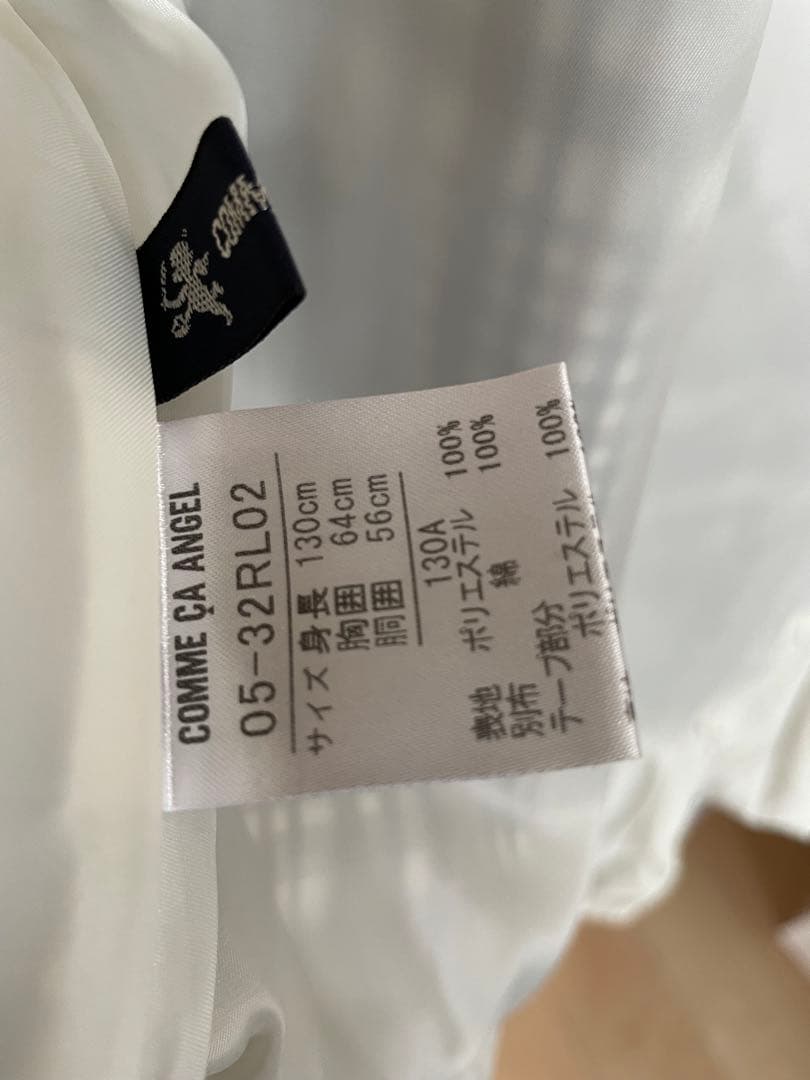 COMME ÇA ANGEL
05-32RL02
サイズ 身長 130cm
胸囲 64cm
胴囲 56cm
130A
表地 ポリエステル 100%
別布 綿 100%
テープ部分
ポリエステル 100%